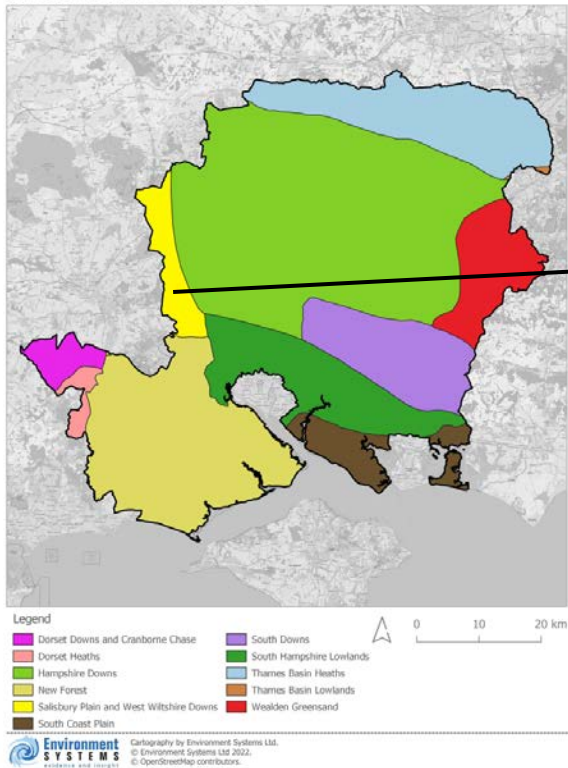 Legend
Dorset Downs and Cranborne Chase
Dorset Heaths
Hampshire Downs
New Forest
Salisbury Plain and West Wiltshire Downs
South Coast Plain
South Downs
South Hampshire Lowlands
Thames Basin Heaths
Thames Basin Lowlands
Wealden Greensand
0 10 20 km
Environment
SYSTEMS
evidence and insight
Cartography by Environment Systems Ltd.
© Environment Systems Ltd 2022.
© OpenStreetMap contributors.